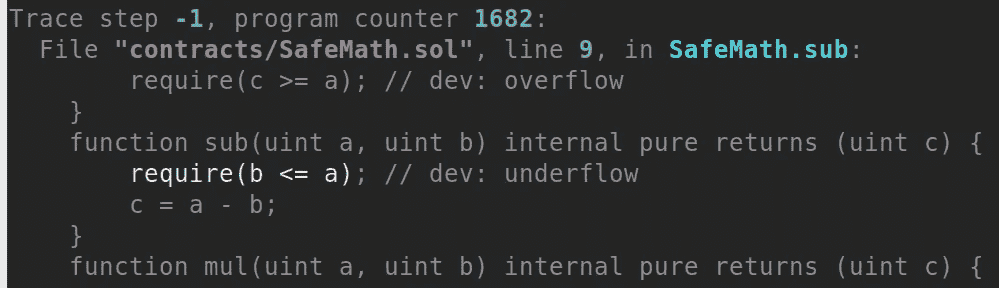 Trace step -1, program counter 1682:
  File "contracts/SafeMath.sol", line 9, in SafeMath.sub:
        require(c >= a); // dev: overflow
    }
    function sub(uint a, uint b) internal pure returns (uint c) {
        require(b <= a); // dev: underflow
        c = a - b;
    }
    function mul(uint a, uint b) internal pure returns (uint c) {